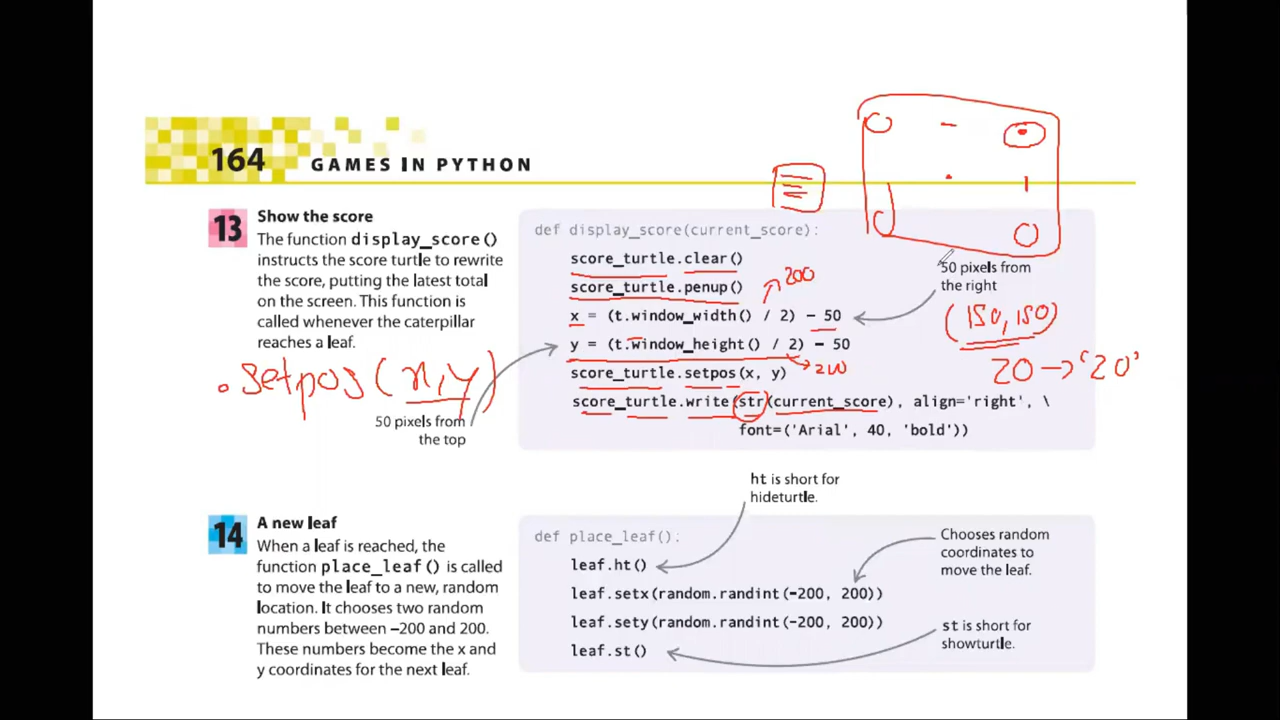 164 GAMES IN PYTHON
13 Show the score
The function display_score()
instructs the score turtle to rewrite
the score, putting the latest total
on the screen. This function is
called whenever the caterpillar
reaches a leaf.
.setpos(x,y)
50 pixels from
the top
def display_score(current_score):
score_turtle.clear()
score_turtle.penup()
200
x = (t.window_width() / 2) - 50
y = (t.window_height() / 2) - 50
200
score_turtle.setpos(x, y)
score_turtle.write(str(current_score), align='right', \
font=('Arial', 40, 'bold'))
50 pixels from
the right
(150,150)
20→'20'
14 A new leaf
When a leaf is reached, the
function place_leaf() is called
to move the leaf to a new, random
location. It chooses two random
numbers between –200 and 200.
These numbers become the x and
y coordinates for the next leaf.
ht is short for
hideturtle.
def place_leaf():
leaf.ht()
leaf.setx(random.randint(-200, 200))
leaf.sety(random.randint(-200, 200))
leaf.st()
Chooses random
coordinates to
move the leaf.
st is short for
showturtle.